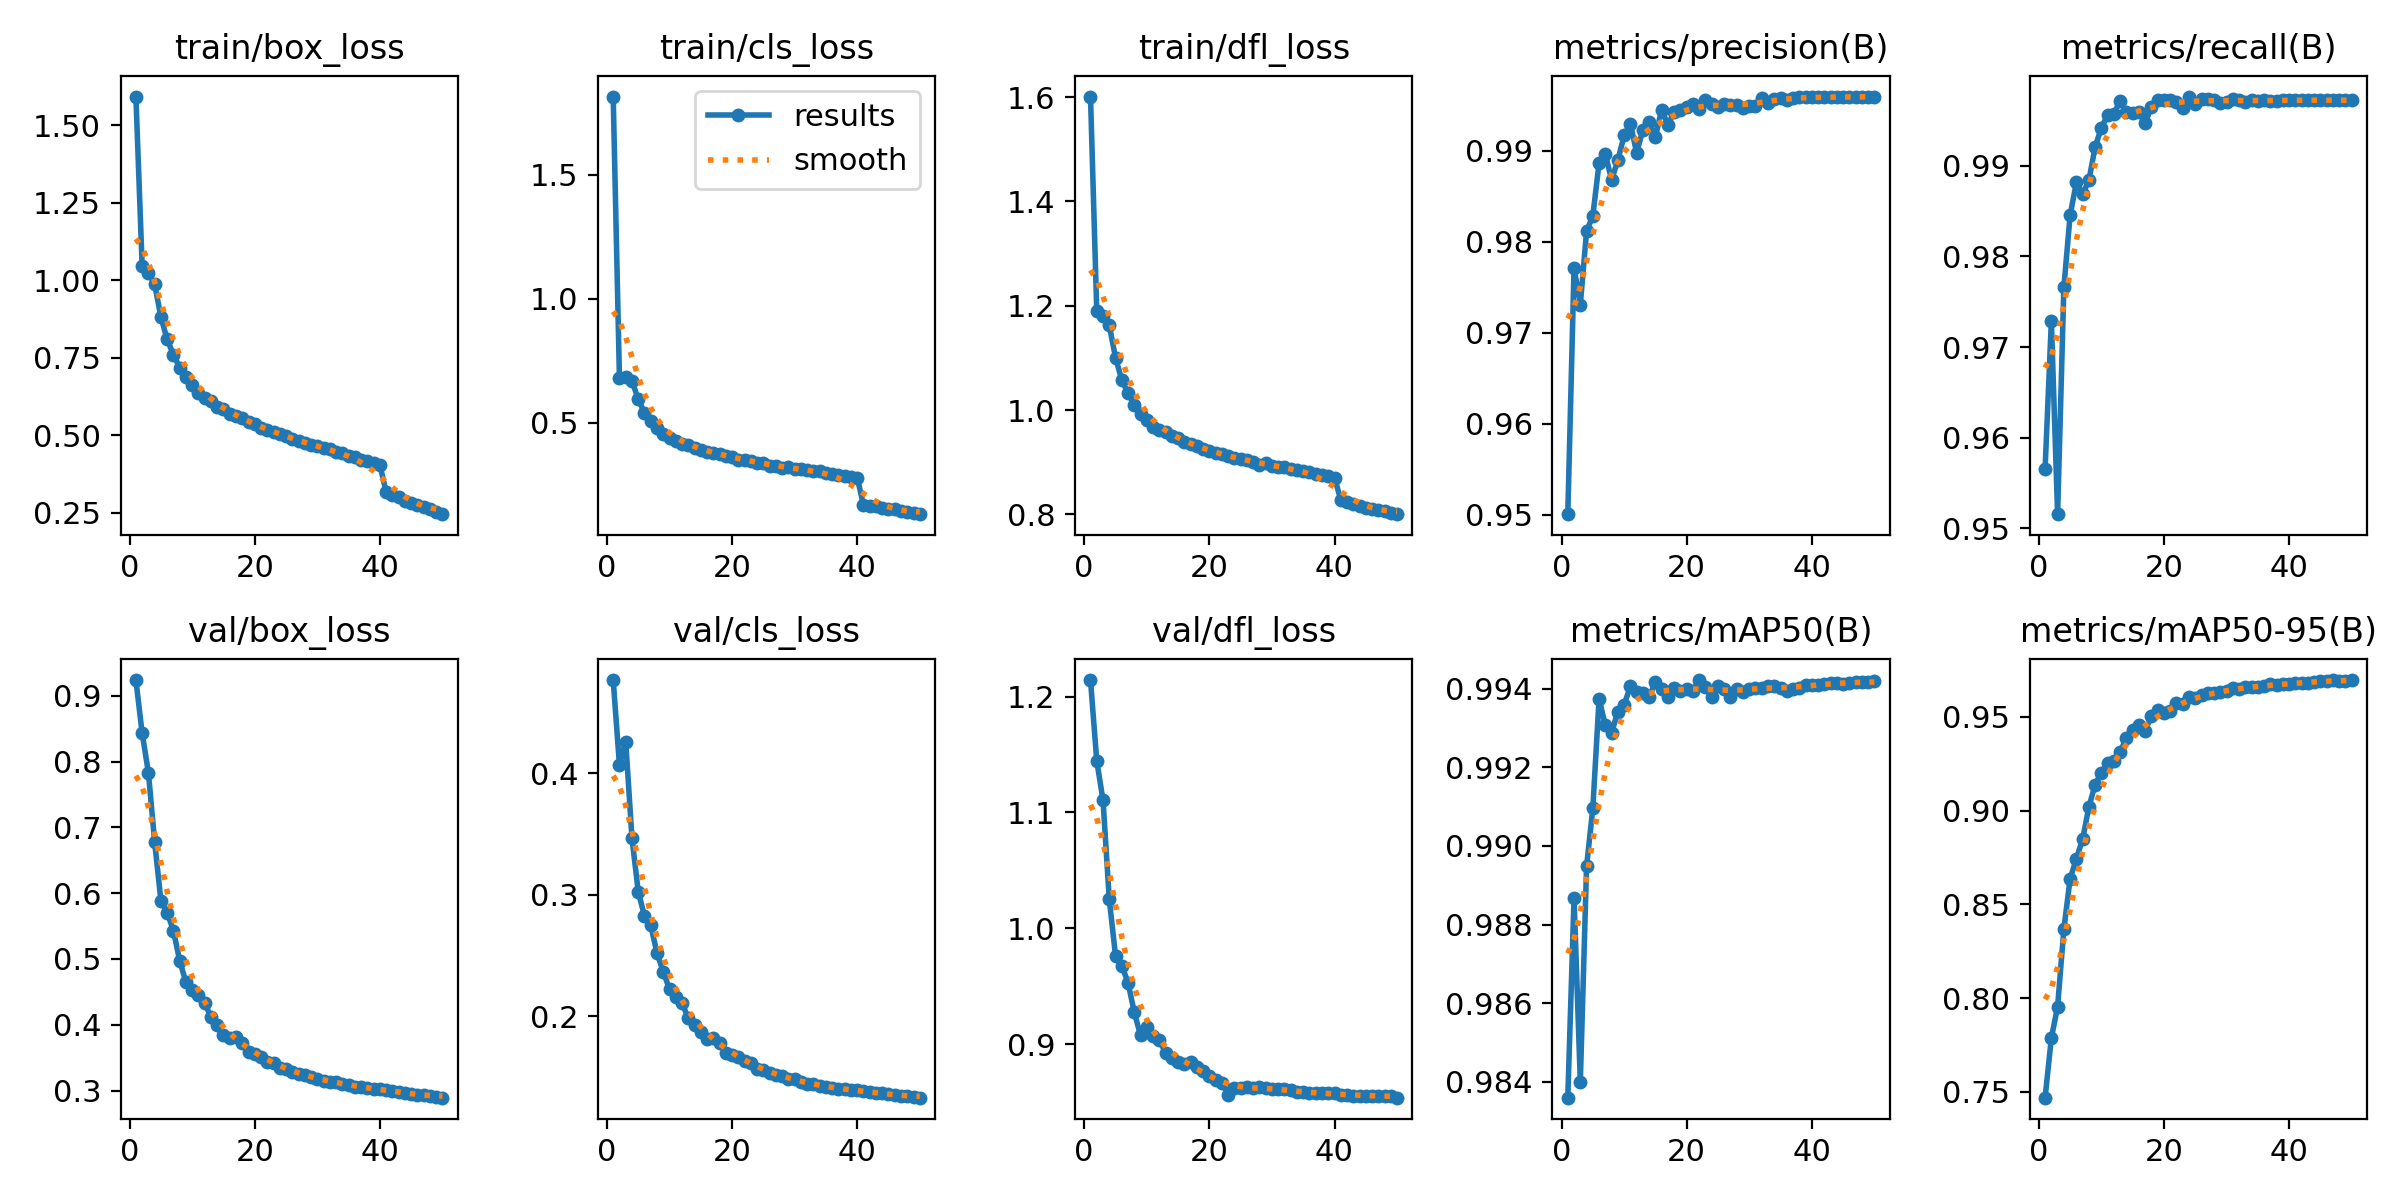 train/box_loss
train/cls_loss
train/dfl_loss
metrics/precision(B)
metrics/recall(B)
1.50
1.25
1.00
0.75
0.50
0.25
0 20 40
results
smooth
1.5
1.0
0.5
0 20 40
1.6
1.4
1.2
1.0
0.8
0 20 40
0.99
0.98
0.97
0.96
0.95
0 20 40
0.99
0.98
0.97
0.96
0.95
0 20 40
val/box_loss
val/cls_loss
val/dfl_loss
metrics/mAP50(B)
metrics/mAP50-95(B)
0.9
0.8
0.7
0.6
0.5
0.4
0.3
0 20 40
0.4
0.3
0.2
0 20 40
1.2
1.1
1.0
0.9
0 20 40
0.994
0.992
0.990
0.988
0.986
0.984
0 20 40
0.95
0.90
0.85
0.80
0.75
0 20 40